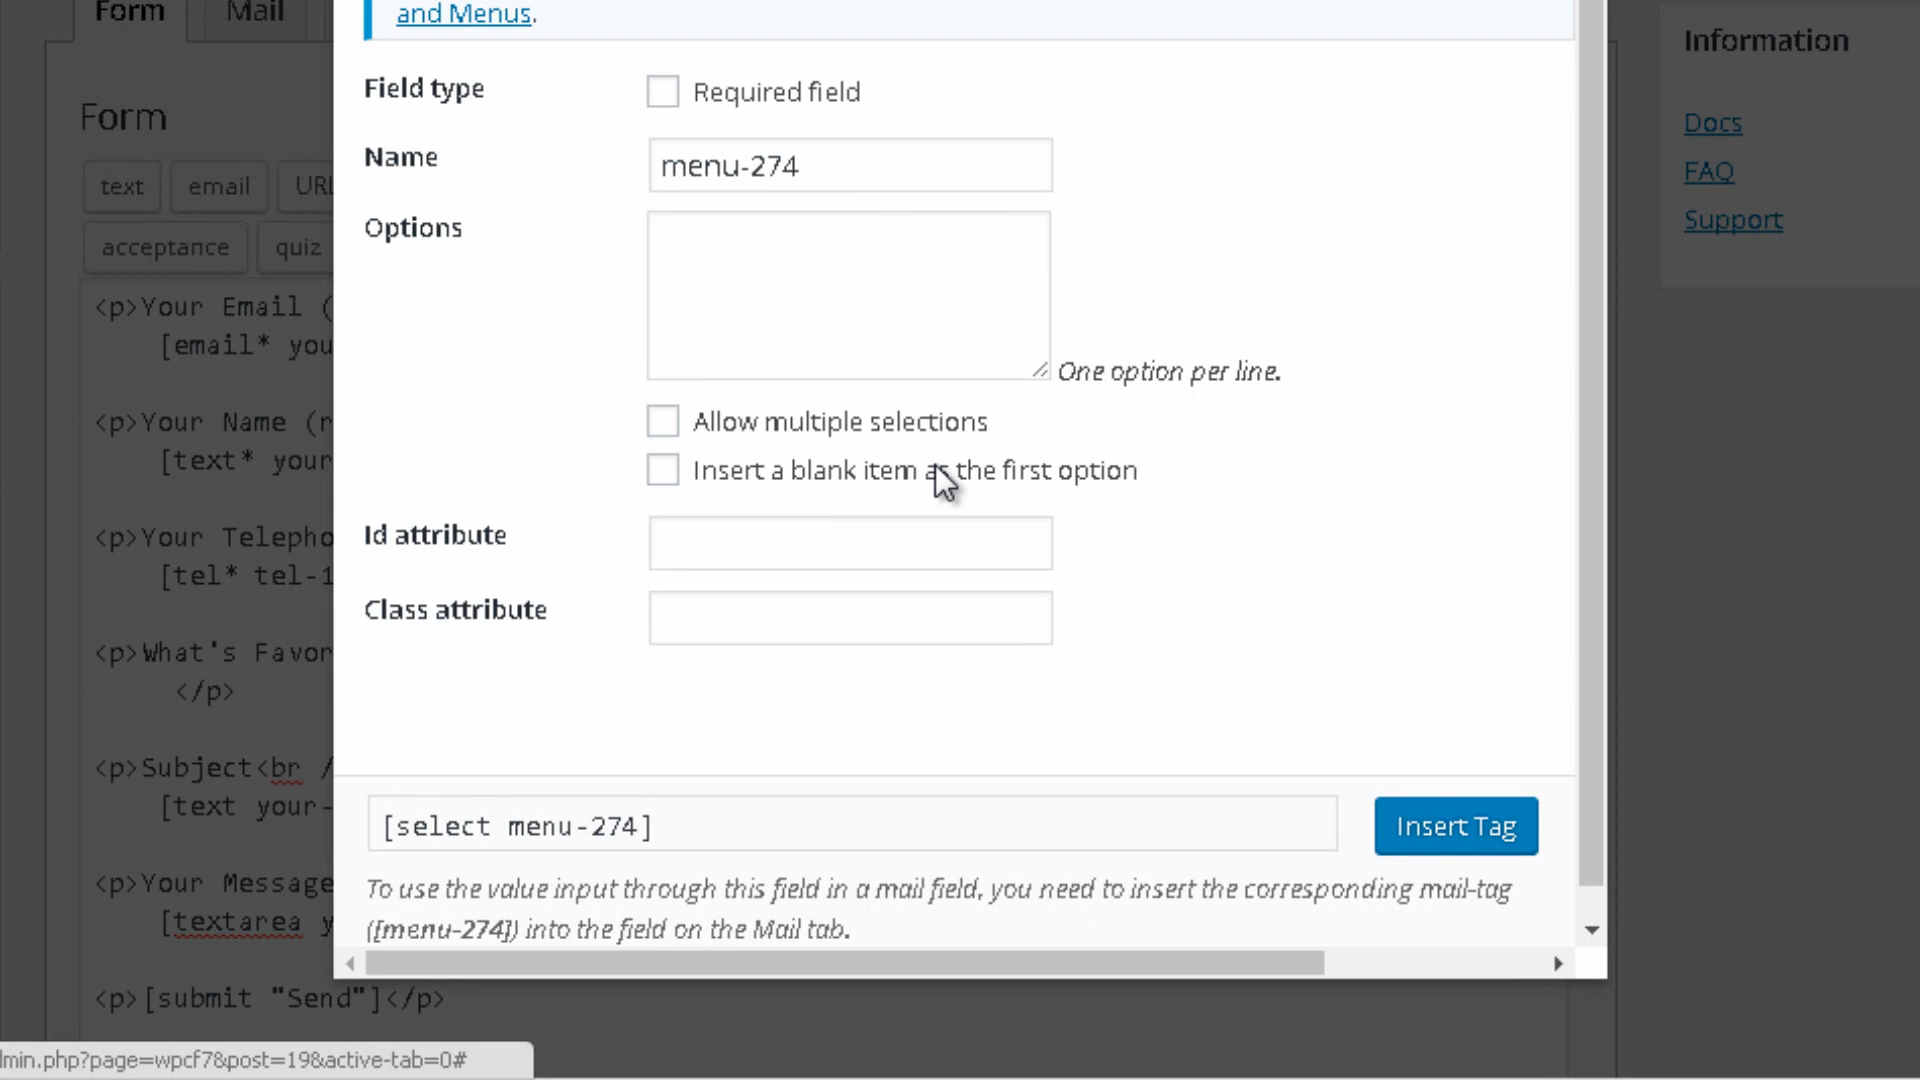 Form Mail
and Menus.
Information
Field type Required field
Form
Name menu-274
Docs
FAQ
Support
text email URL
Options
acceptance quiz
One option per line.
<p>Your Email (
[email* you
Allow multiple selections
<p>Your Name (r
[text* your
Insert a blank item as the first option
Id attribute
<p>Your Telepho
[tel* tel-1
Class attribute
<p>What's Favor
</p>
<p>Subject<br /
[text your-
[select menu-274] Insert Tag
<p>Your Message
[textarea y
To use the value input through this field in a mail field, you need to insert the corresponding mail-tag
([menu-274]) into the field on the Mail tab.
<p>[submit "Send"]</p>
lmin.php?page=wpcf7&post=19&active-tab=0#